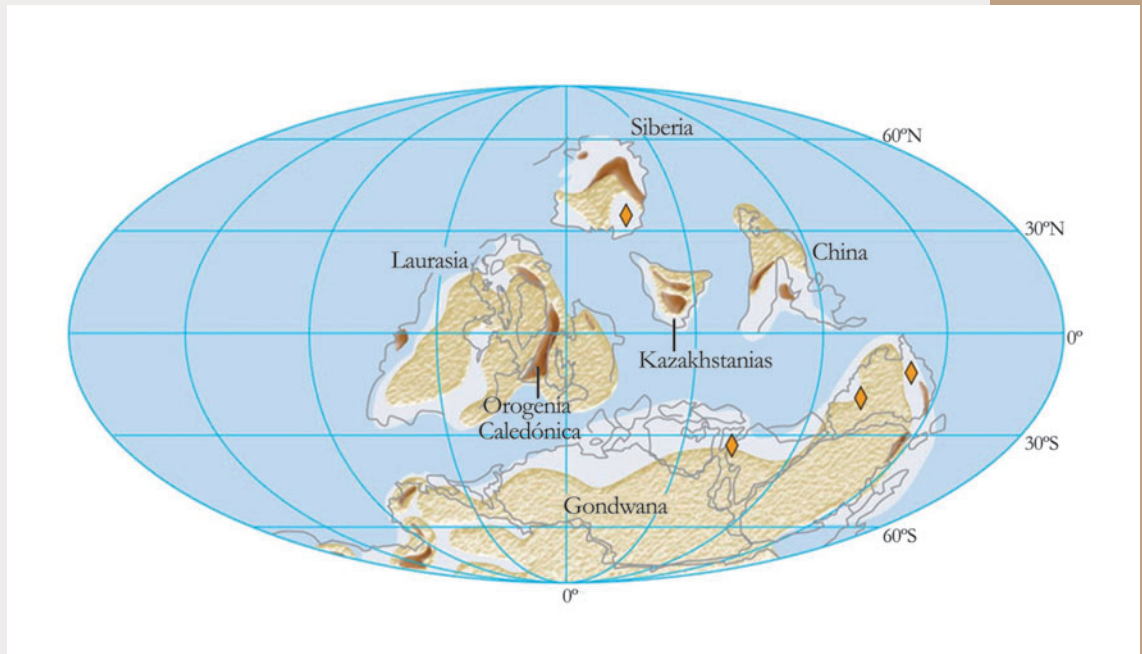 Siberia
60ºN
30ºN
Laurasia
China
0º
Kazakhstanias
Orogenia
Caledónica
30ºS
Gondwana
60ºS
0º